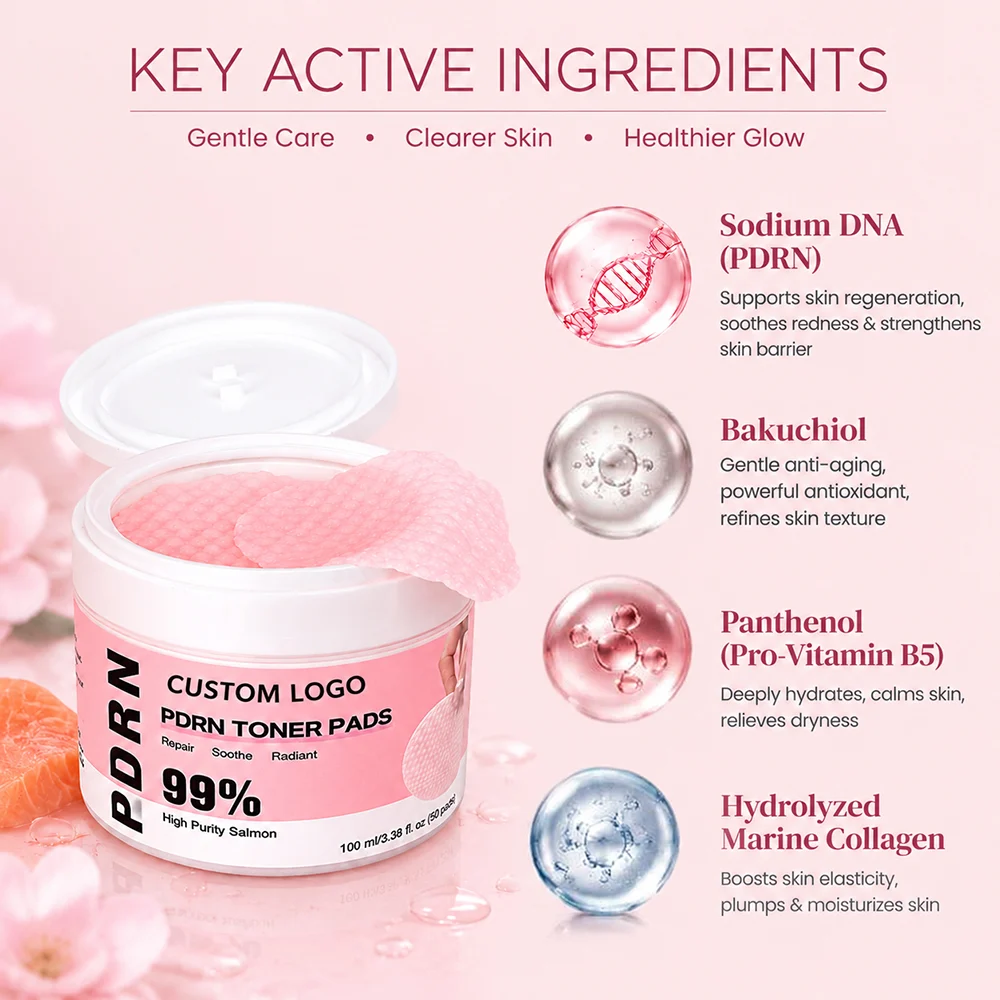 KEY ACTIVE INGREDIENTS
Gentle Care • Clearer Skin • Healthier Glow
Sodium DNA
(PDRN)
Supports skin regeneration,
soothes redness & strengthens
skin barrier
Bakuchiol
Gentle anti-aging,
powerful antioxidant,
refines skin texture
Panthenol
(Pro-Vitamin B5)
Deeply hydrates, calms skin,
relieves dryness
Hydrolyzed
Marine Collagen
Boosts skin elasticity,
plumps & moisturizes skin
PDRN
CUSTOM LOGO
PDRN TONER PADS
Repair Soothe Radiant
99%
High Purity Salmon
100 ml/3.38 fl. oz (50 pads)